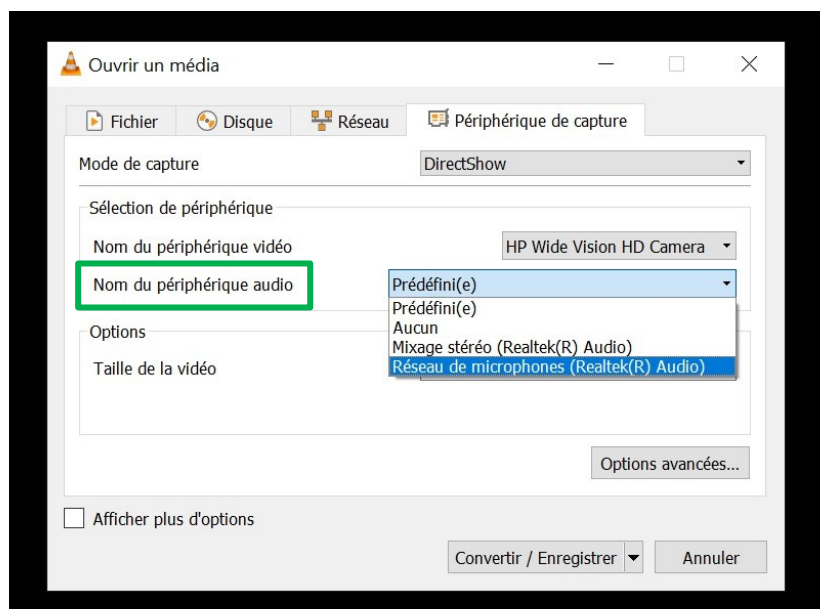 Ouvrir un média
Fichier Disque Réseau Périphérique de capture
Mode de capture DirectShow
Sélection de périphérique
Nom du périphérique vidéo HP Wide Vision HD Camera
Nom du périphérique audio Prédéfini(e)
Prédéfini(e)
Aucun
Mixage stéréo (Realtek(R) Audio)
Réseau de microphones (Realtek(R) Audio)
Options
Taille de la vidéo
Options avancées...
Afficher plus d'options
Convertir / Enregistrer Annuler